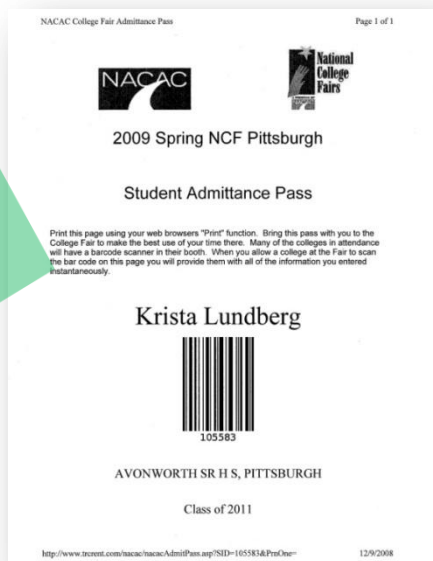 NACAC College Fair Admittance Pass
Page 1 of 1
NACAC
National
College
Fairs
2009 Spring NCF Pittsburgh
Student Admittance Pass
Print this page using your web browsers "Print" function. Bring this pass with you to the
College Fair to make the best use of your time there. Many of the colleges in attendance
will have a barcode scanner in their booth. When you allow a college at the Fair to scan
the bar code on this page you will provide them with all of the information you entered
instantaneously.
Krista Lundberg
105583
AVONWORTH SR H S, PITTSBURGH
Class of 2011
http://www.trcrent.com/nacac/nacacAdmitPass.asp?SID=105583&PrnOne=
12/9/2008